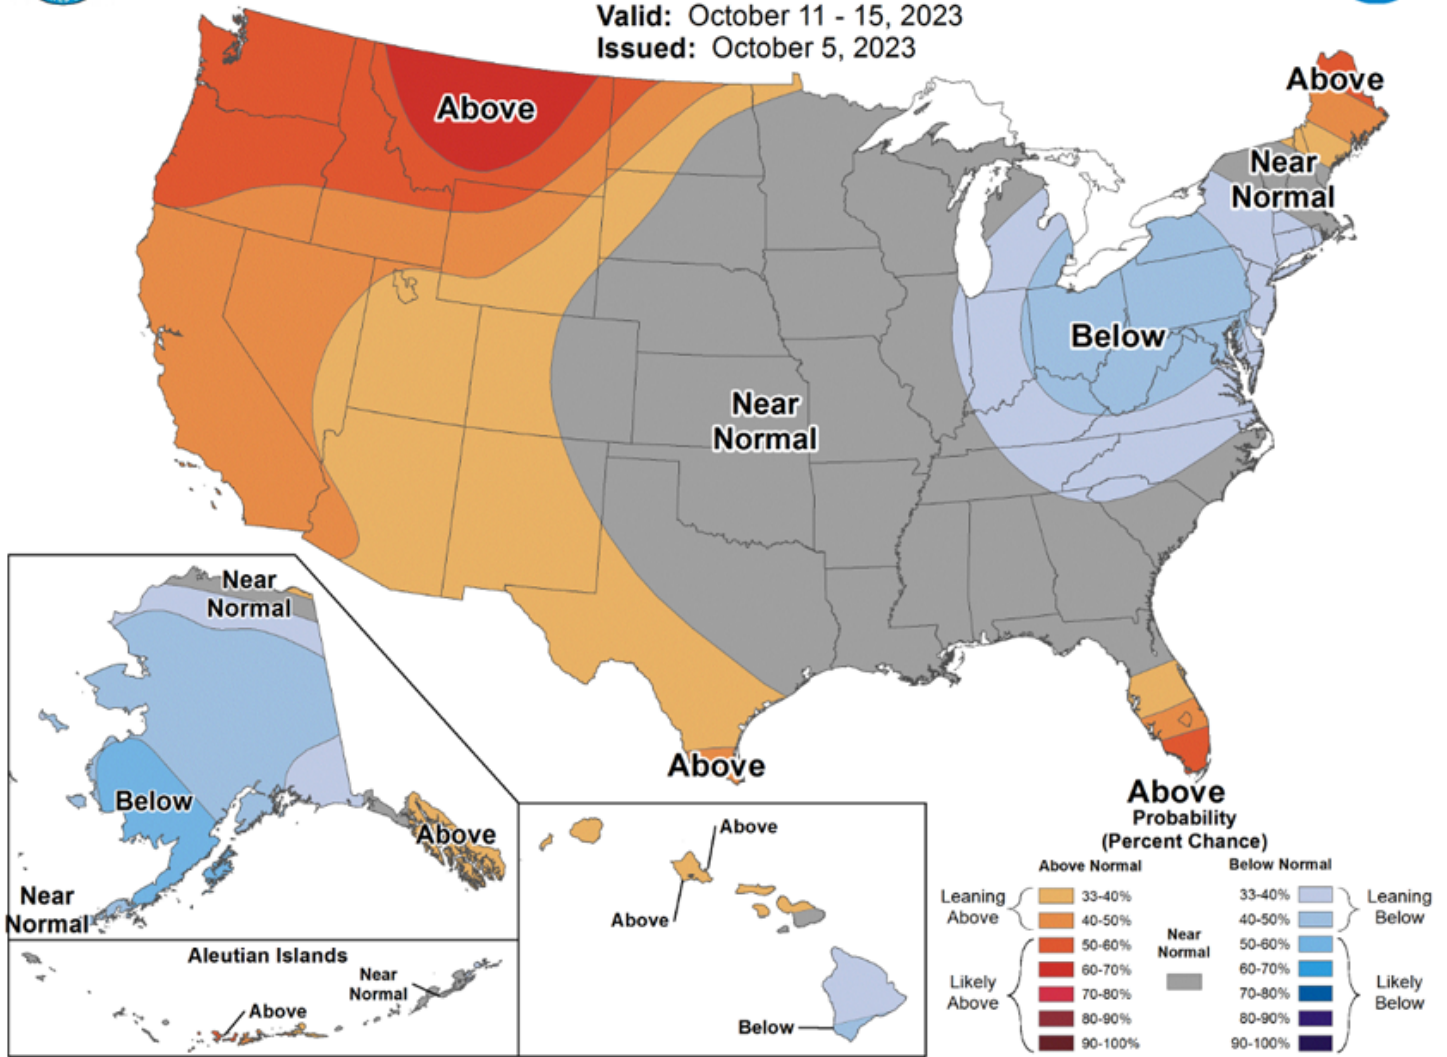 Valid: October 11 - 15, 2023
Issued: October 5, 2023
Above
Above
Near
Normal
Below
Near
Normal
Near
Normal
Below
Above
Near
Normal
Aleutian Islands
Near
Normal
Above
Above
Above
Above
Below
Above
Probability
(Percent Chance)
Above Normal
Below Normal
Leaning
Above
33-40%
40-50%
Likely
Above
50-60%
60-70%
70-80%
80-90%
90-100%
Near
Normal
33-40%
40-50%
Leaning
Below
50-60%
60-70%
70-80%
80-90%
90-100%
Likely
Below